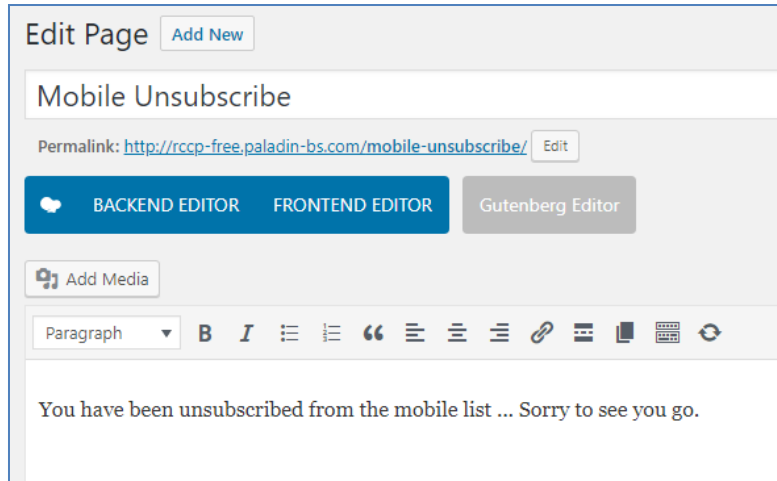 Edit Page Add New
Mobile Unsubscribe
Permalink: http://rccp-free.paladin-bs.com/mobile-unsubscribe/ Edit
BACKEND EDITOR FRONTEND EDITOR Gutenberg Editor
Add Media
Paragraph B I
You have been unsubscribed from the mobile list ... Sorry to see you go.